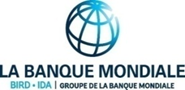 LA BANQUE MONDIALE
BIRD • IDA | GROUPE DE LA BANQUE MONDIALE